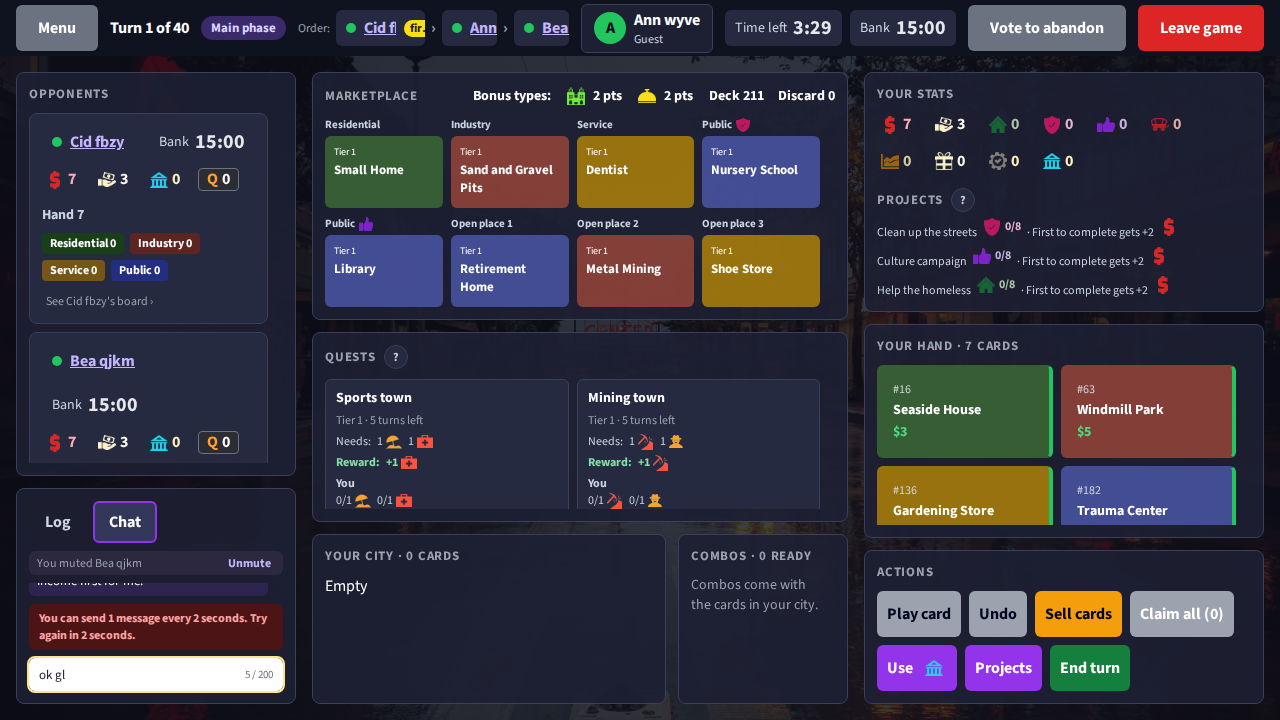 Menu
Turn 1 of 40
Main phase
Order:
Cid f
fir.
›
Ann
›
Bea
A
Ann wyve
Guest
Time left 3:29
Bank 15:00
Vote to abandon
Leave game
OPPONENTS
Cid fbzy
Bank 15:00
7
3
0
Q 0
Hand 7
Residential 0
Industry 0
Service 0
Public 0
See Cid fbzy's board ›
Bea qjkm
Bank 15:00
7
3
0
Q 0
Log
Chat
You muted Bea qjkm
Unmute
income first for me.
You can send 1 message every 2 seconds. Try
again in 2 seconds.
ok gl
5 / 200
MARKETPLACE
Bonus types:
2 pts
2 pts
Deck 211
Discard 0
Residential
Industry
Service
Public
Tier 1
Small Home
Tier 1
Sand and Gravel
Pits
Tier 1
Dentist
Tier 1
Nursery School
Public
Open place 1
Open place 2
Open place 3
Tier 1
Library
Tier 1
Retirement
Home
Tier 1
Metal Mining
Tier 1
Shoe Store
QUESTS
?
Sports town
Tier 1 · 5 turns left
Needs: 1 1
Reward: +1
You
0/1 0/1
Mining town
Tier 1 · 5 turns left
Needs: 1 1
Reward: +1
You
0/1 0/1
YOUR CITY · 0 CARDS
Empty
COMBOS · 0 READY
Combos come with
the cards in your city.
YOUR STATS
7
3
0
0
0
0
0
0
0
0
PROJECTS
?
Clean up the streets 0/8 · First to complete gets +2
Culture campaign 0/8 · First to complete gets +2
Help the homeless 0/8 · First to complete gets +2
YOUR HAND · 7 CARDS
#16
Seaside House
$3
#63
Windmill Park
$5
#136
Gardening Store
#182
Trauma Center
ACTIONS
Play card
Undo
Sell cards
Claim all (0)
Use
Projects
End turn